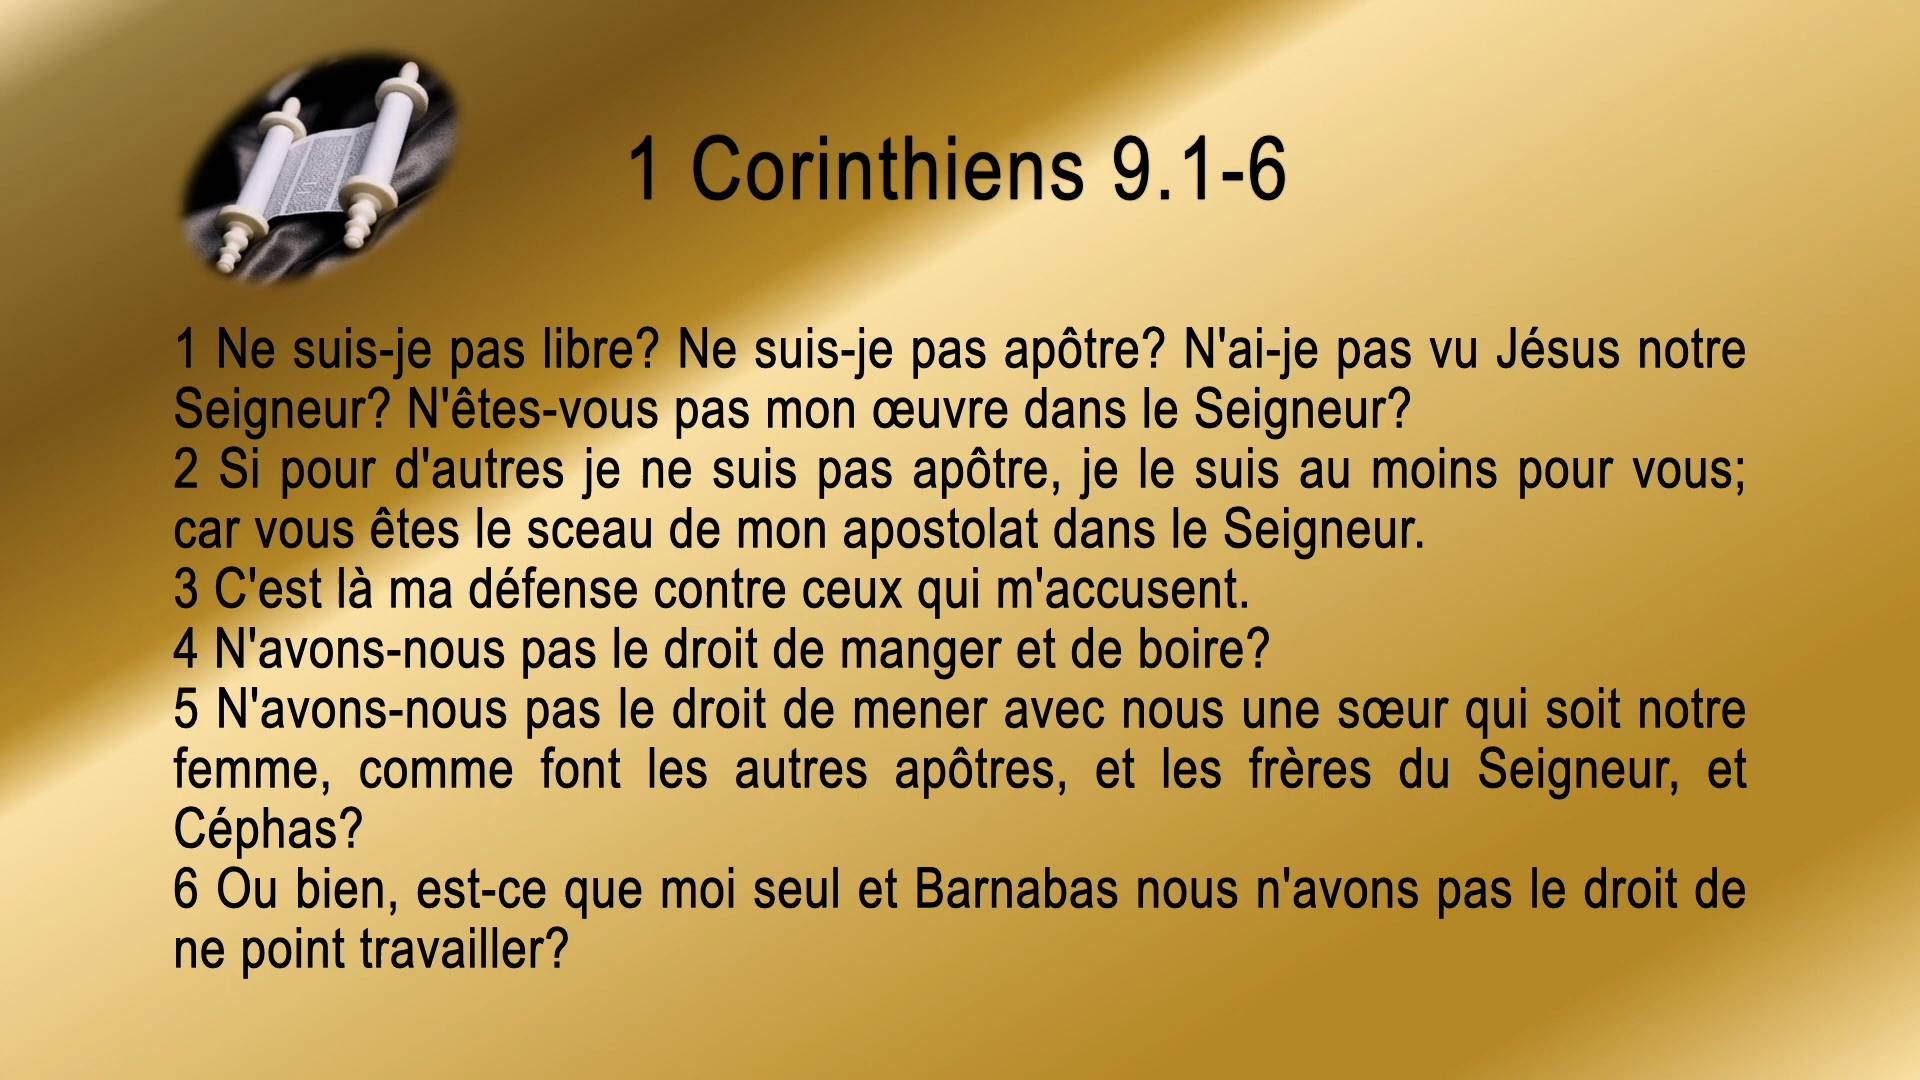 1 Corinthiens 9.1-6
1 Ne suis-je pas libre? Ne suis-je pas apôtre? N'ai-je pas vu Jésus notre
Seigneur? N'êtes-vous pas mon œuvre dans le Seigneur?
2 Si pour d'autres je ne suis pas apôtre, je le suis au moins pour vous;
car vous êtes le sceau de mon apostolat dans le Seigneur.
3 C'est là ma défense contre ceux qui m'accusent.
4 N'avons-nous pas le droit de manger et de boire?
5 N'avons-nous pas le droit de mener avec nous une sœur qui soit notre
femme, comme font les autres apôtres, et les frères du Seigneur, et
Céphas?
6 Ou bien, est-ce que moi seul et Barnabas nous n'avons pas le droit de
ne point travailler?